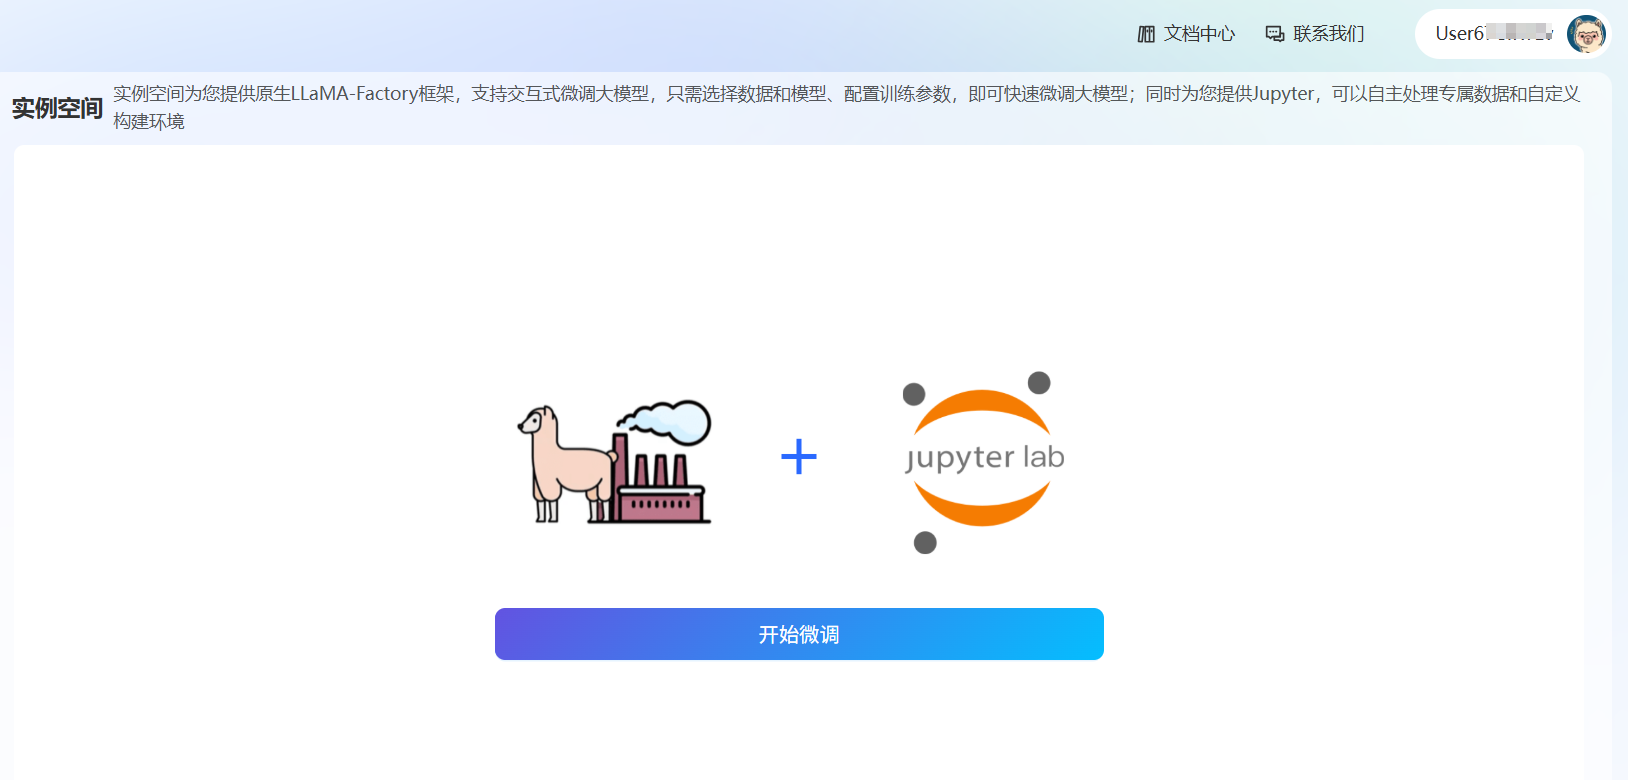 文档中心
联系我们
实例空间
实例空间为您提供原生LLaMA-Factory框架，支持交互式微调大模型，只需选择数据和模型、配置训练参数，即可快速微调大模型；同时为您提供Jupyter，可以自主处理专属数据和自定义
构建环境
jupyter lab
开始微调